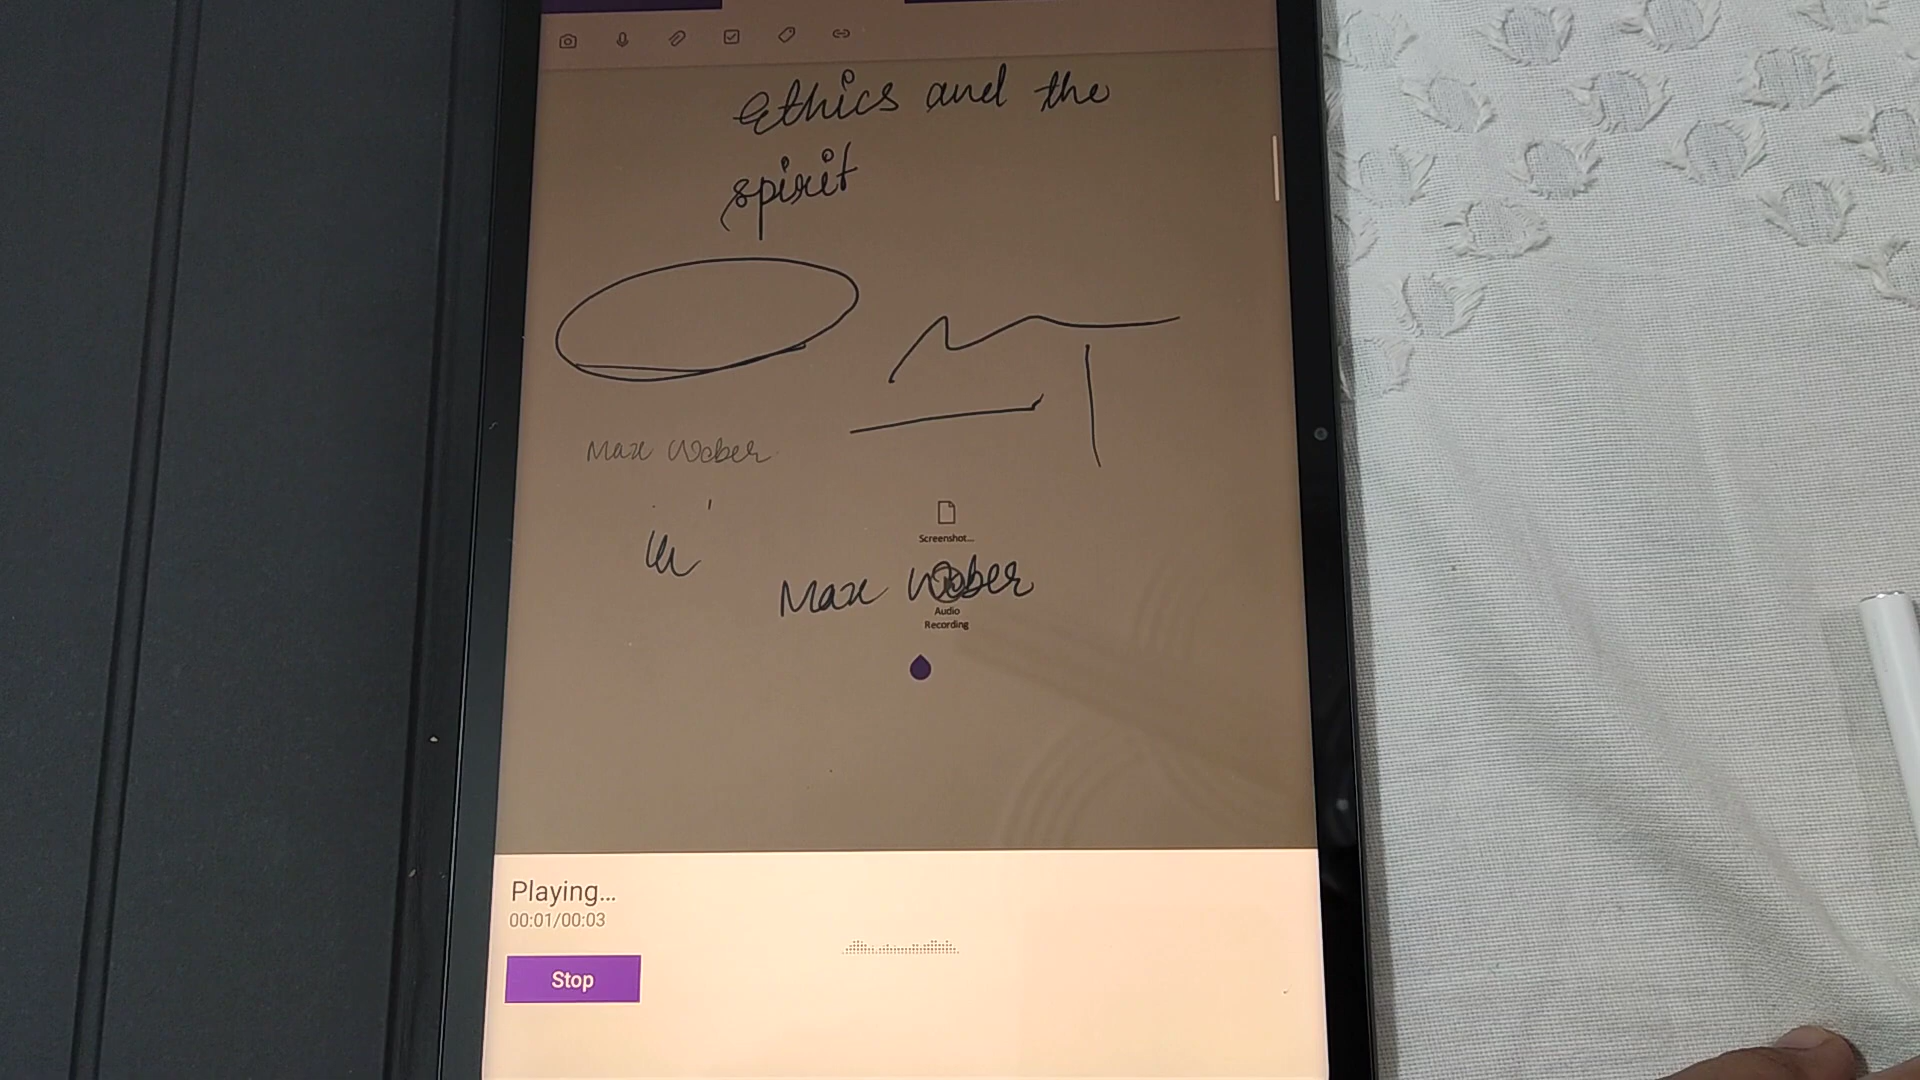 Ethics and the
spirit
Max Weber
Screenshot...
Max Weber
Audio
Recording
Playing...
00:01/00:03
Stop